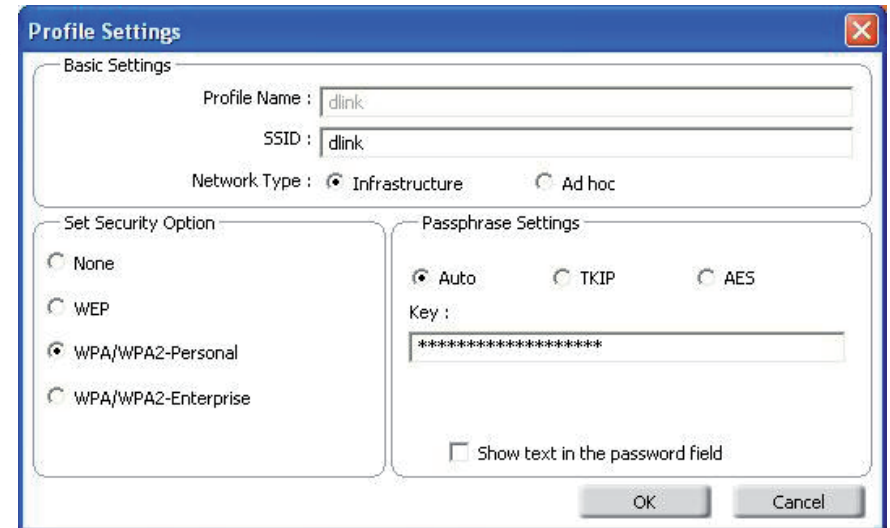 Profile Settings
Basic Settings
Profile Name : dlink
SSID : dlink
Network Type : Infrastructure Ad hoc
Set Security Option
None
WEP
WPA/WPA2-Personal
WPA/WPA2-Enterprise
Passphrase Settings
Auto TKIP AES
Key :
*******************
Show text in the password field
OK Cancel